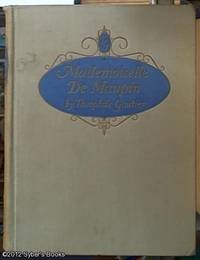 Mademoiselle
De Maupin
by Théophile Gautier
©2012 Syber's Books